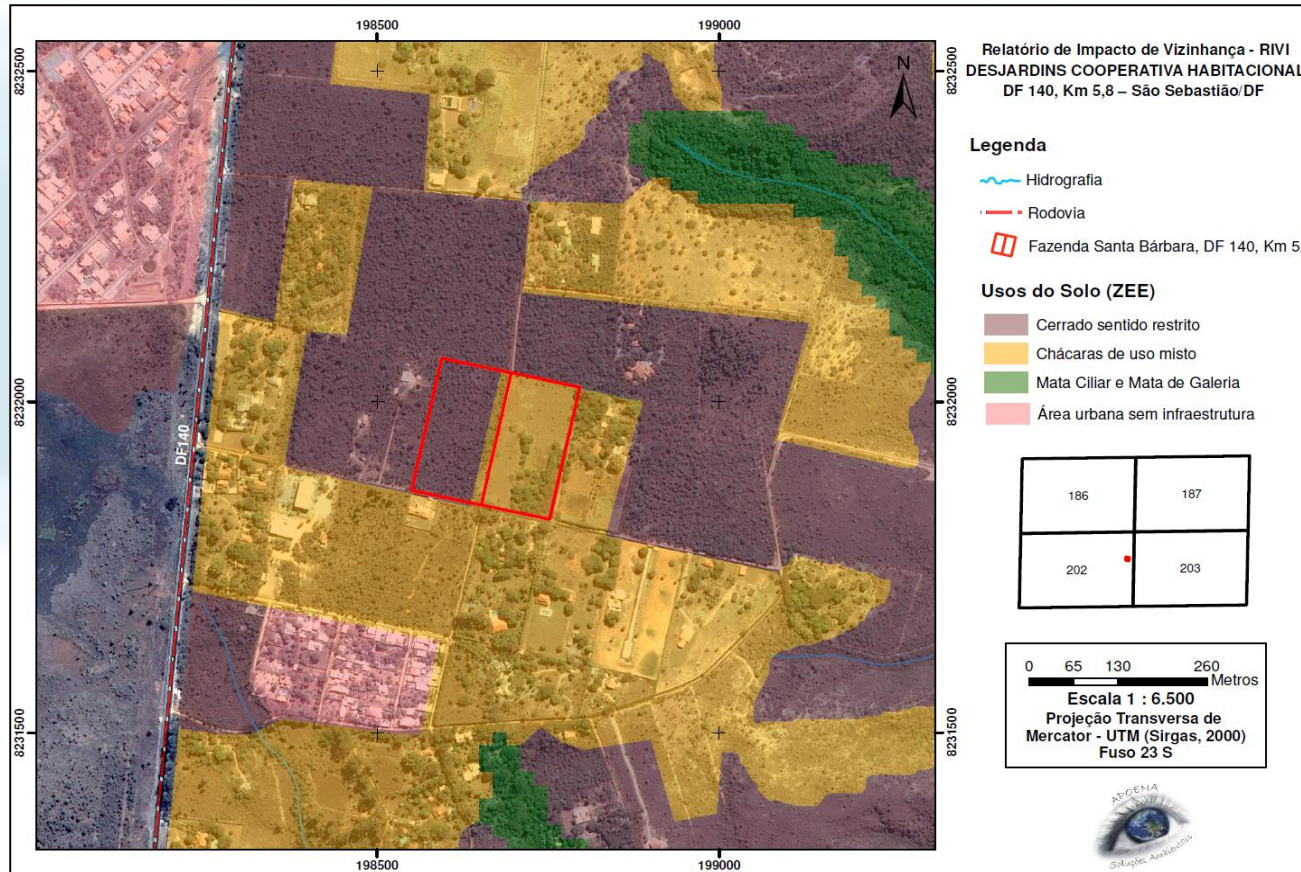 198500
199000
8232500
8232500
N
8232000
8232000
DF140
8231500
8231500
198500
199000
Relatório de Impacto de Vizinhança - RIVI
DESJARDINS COOPERATIVA HABITACIONAL
DF 140, Km 5,8 – São Sebastião/DF
Legenda
Hidrografia
Rodovia
Fazenda Santa Bárbara, DF 140, Km 5,
Usos do Solo (ZEE)
Cerrado sentido restrito
Chácaras de uso misto
Mata Ciliar e Mata de Galeria
Área urbana sem infraestrutura
186 187
202 203
0 65 130 260
Metros
Escala 1 : 6.500
Projeção Transversa de
Mercator - UTM (Sirgas, 2000)
Fuso 23 S
APOENA
Soluções Ambientais